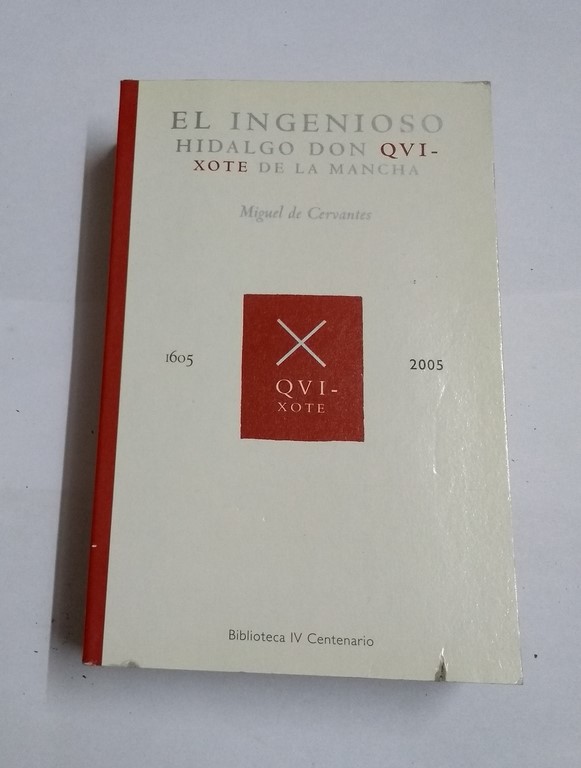 EL INGENIOSO
HIDALGO DON QVI-
XOTE DE LA MANCHA
Miguel de Cervantes
1605
QVI-
XOTE
2005
Biblioteca IV Centenario